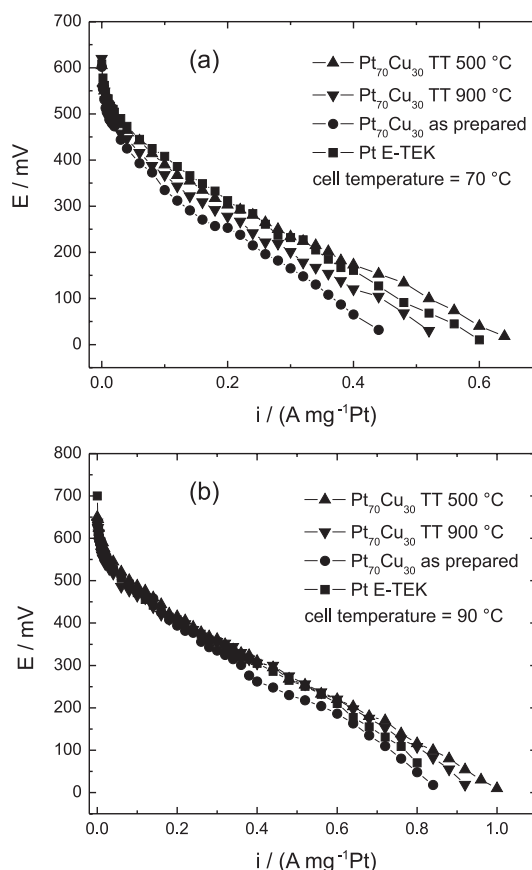 700
(a)
600
Pt₇₀Cu₃₀ TT 500 °C
500
Pt₇₀Cu₃₀ TT 900 °C
Pt₇₀Cu₃₀ as prepared
400
Pt E-TEK
300
cell temperature = 70 °C
200
100
0
E / mV
0.0 0.2 0.4 0.6
i / (A mg⁻¹Pt)
800
(b)
700
Pt₇₀Cu₃₀ TT 500 °C
600
Pt₇₀Cu₃₀ TT 900 °C
500
Pt₇₀Cu₃₀ as prepared
Pt E-TEK
400
cell temperature = 90 °C
300
200
100
0
E / mV
0.0 0.2 0.4 0.6 0.8 1.0
i / (A mg⁻¹Pt)